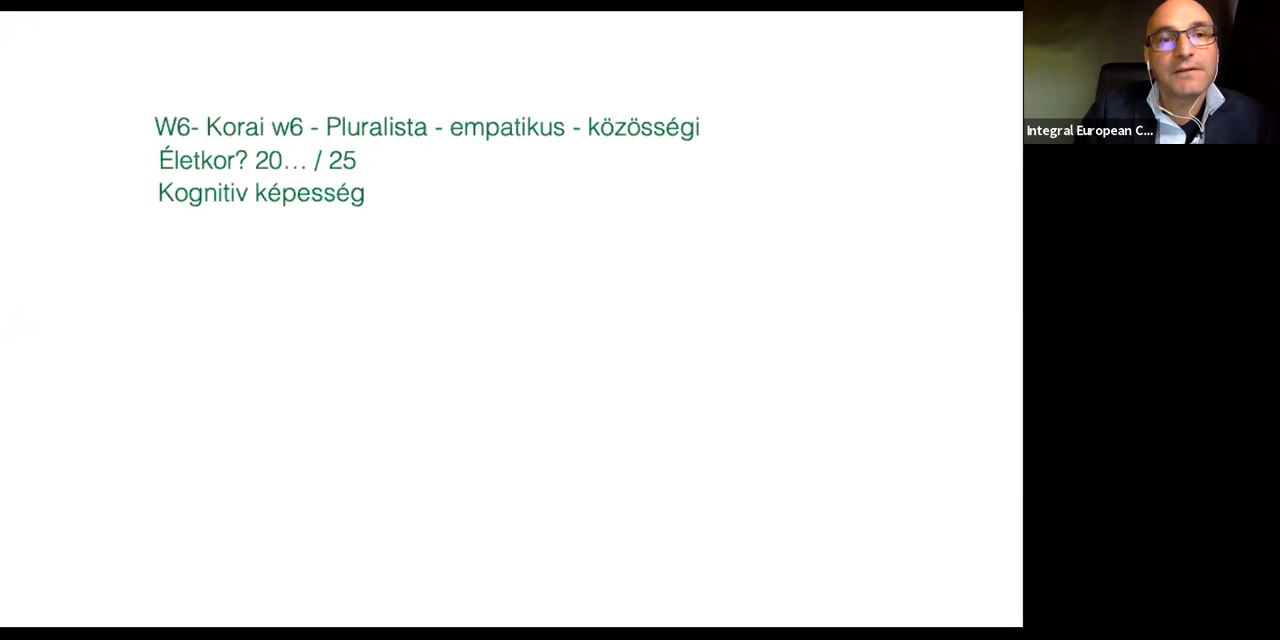 W6- Korai w6 - Pluralista - empatikus - közösségi
Életkor? 20… / 25
Kognitiv képesség
Integral European C...